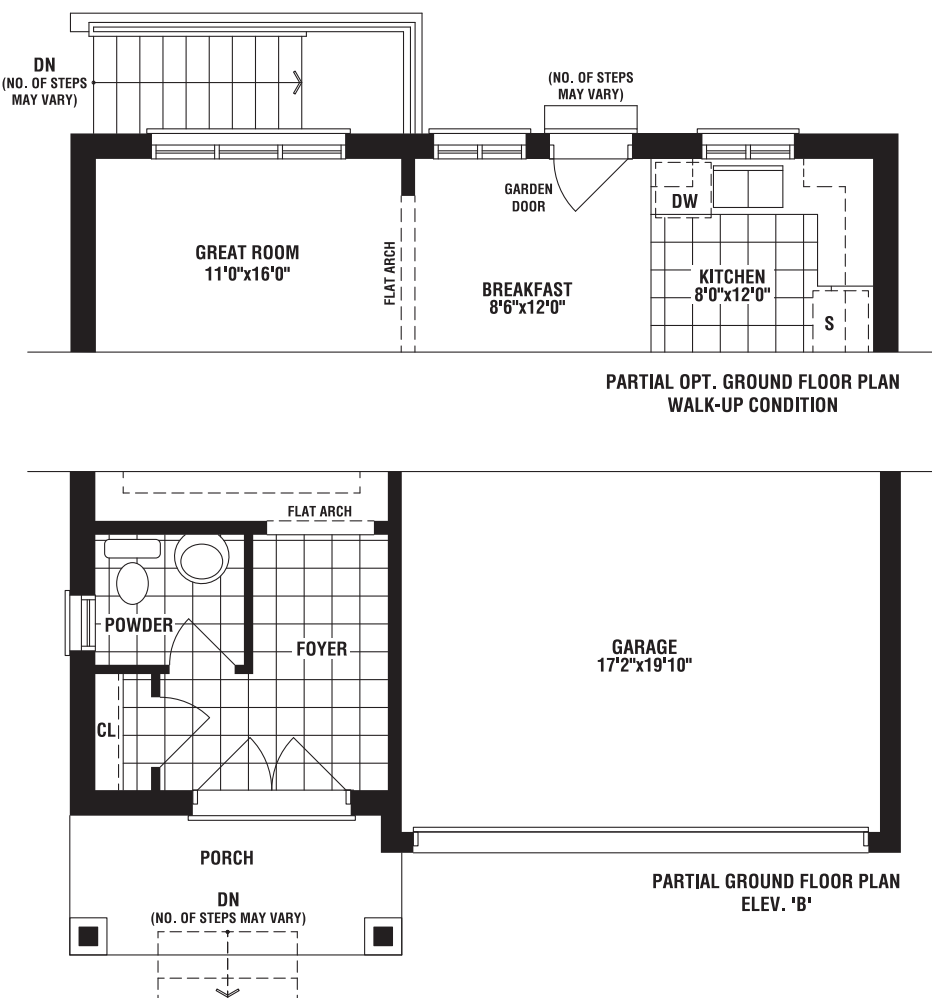 DN
(NO. OF STEPS
MAY VARY)
(NO. OF STEPS
MAY VARY)
GARDEN
DOOR
DW
GREAT ROOM
11'0"x16'0"
FLAT ARCH
BREAKFAST
8'6"x12'0"
KITCHEN
8'0"x12'0"
S
PARTIAL OPT. GROUND FLOOR PLAN
WALK-UP CONDITION
FLAT ARCH
POWDER
FOYER
GARAGE
17'2"x19'10"
CL
PORCH
DN
(NO. OF STEPS MAY VARY)
PARTIAL GROUND FLOOR PLAN
ELEV. 'B'